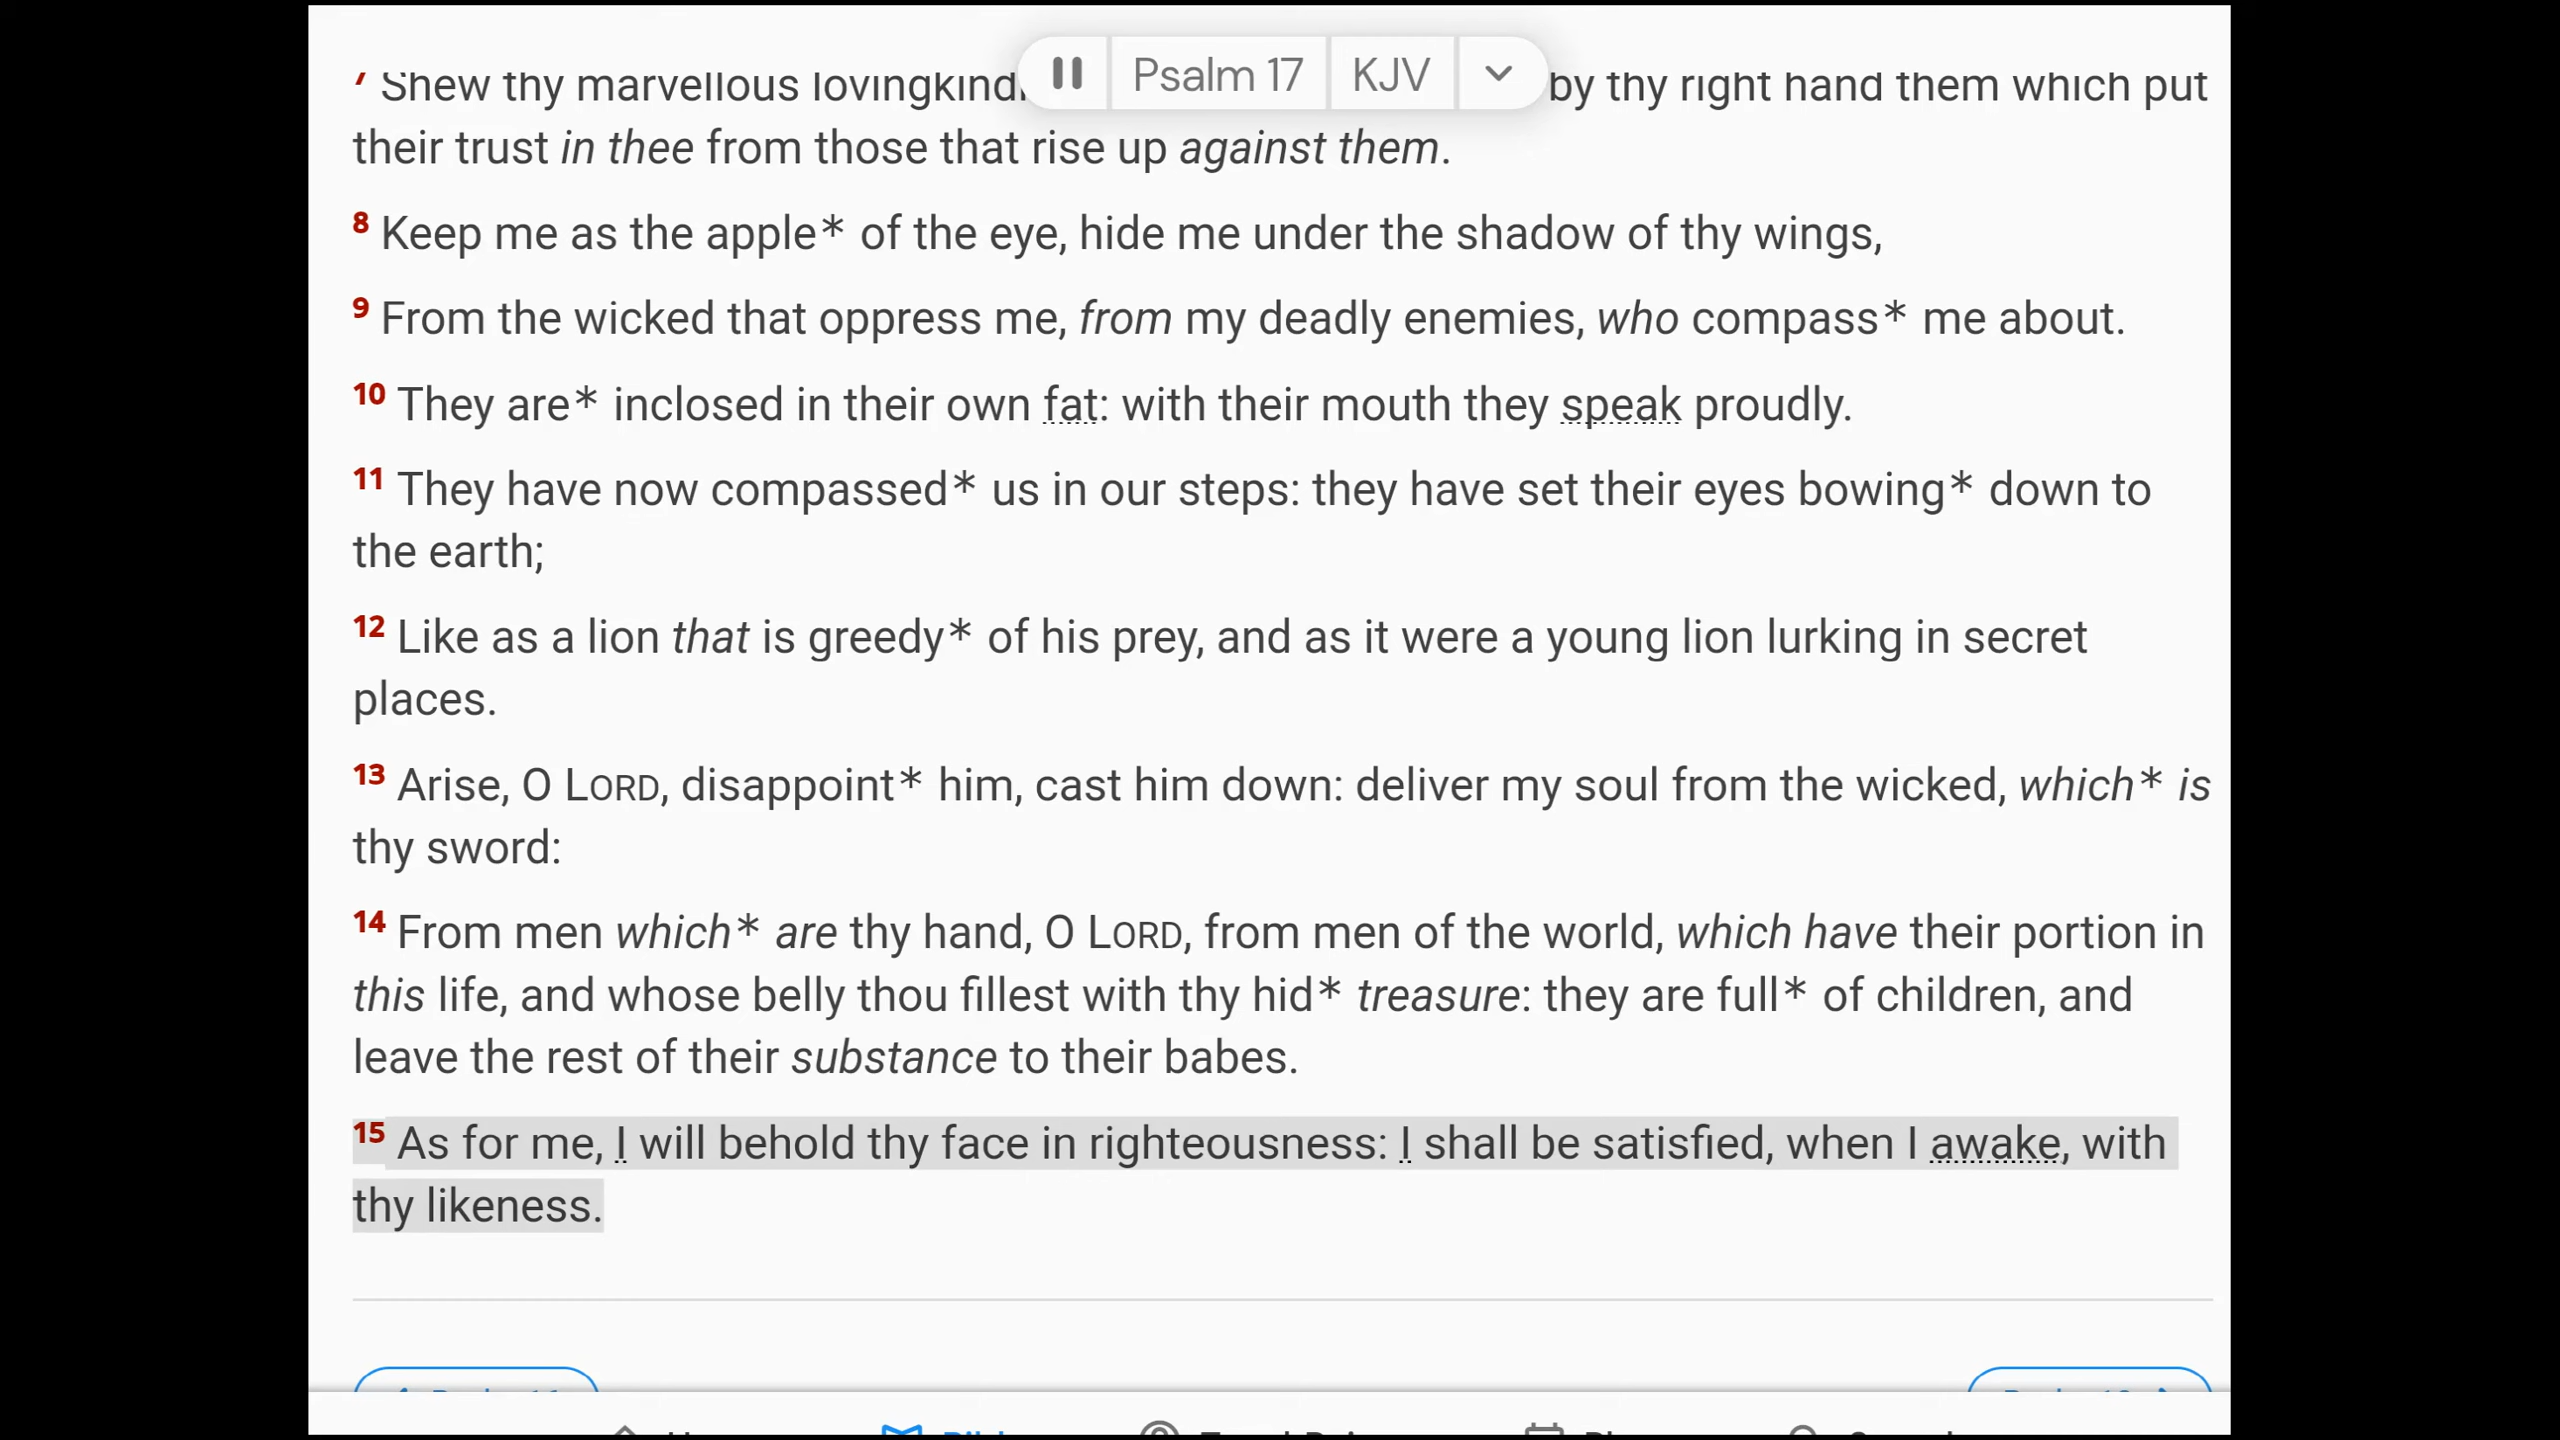 Psalm 17 KJV
7 Shew thy marvellous by thy right hand them which put
their trust in thee from those that rise up against them.
8 Keep me as the apple* of the eye, hide me under the shadow of thy wings,
9 From the wicked that oppress me, from my deadly enemies, who compass* me about.
10 They are* inclosed in their own fat: with their mouth they speak proudly.
11 They have now compassed* us in our steps: they have set their eyes bowing* down to
the earth;
12 Like as a lion that is greedy* of his prey, and as it were a young lion lurking in secret
places.
13 Arise, O LORD, disappoint* him, cast him down: deliver my soul from the wicked, which* is
thy sword:
14 From men which* are thy hand, O LORD, from men of the world, which have their portion in
this life, and whose belly thou fillest with thy hid* treasure: they are full* of children, and
leave the rest of their substance to their babes.
15 As for me, I will behold thy face in righteousness: I shall be satisfied, when I awake, with
thy likeness.